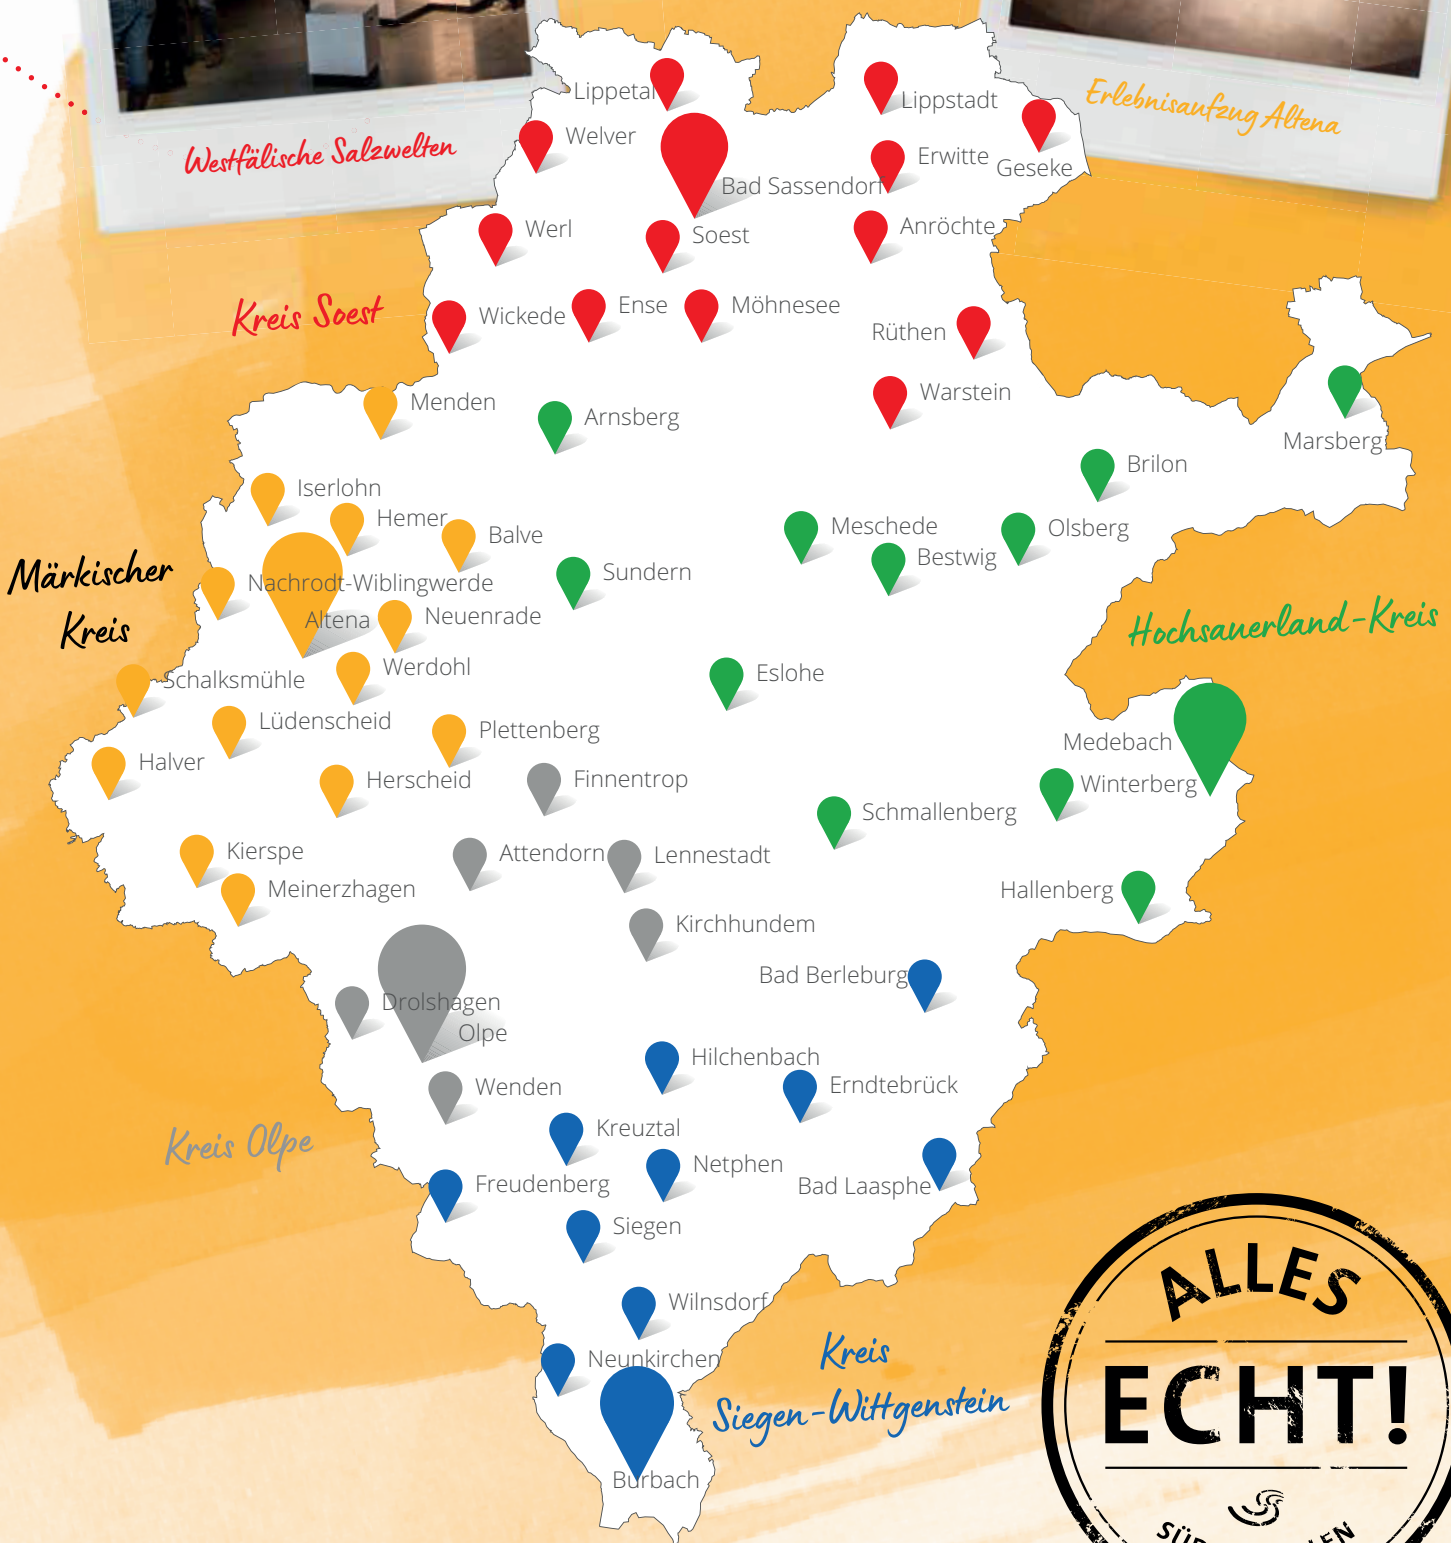 Westfälische Salzwelten
Erlebnisaufzug Altena
Lippetal
Lippstadt
Welver
Erwitte
Geseke
Bad Sassendorf
Werl
Soest
Anröchte
Kreis Soest
Wickede
Ense
Möhnesee
Rüthen
Menden
Arnsberg
Warstein
Marsberg
Brilon
Iserlohn
Hemer
Balve
Meschede
Olsberg
Bestwig
Märkischer
Kreis
Nachrodt-Wiblingwerde
Sundern
Altena
Neuenrade
Hochsauerland-Kreis
Schalksmühle
Werdohl
Eslohe
Lüdenscheid
Plettenberg
Medebach
Halver
Herscheid
Finnentrop
Winterberg
Schmallenberg
Kierspe
Attendorn
Lennestadt
Meinerzhagen
Hallenberg
Kirchhundem
Bad Berleburg
Drolshagen
Olpe
Hilchenbach
Wenden
Erndtebrück
Kreis Olpe
Kreuztal
Netphen
Freudenberg
Bad Laasphe
Siegen
Wilnsdorf
Neunkirchen
Kreis
Siegen-Wittgenstein
Burbach
ALLES
ECHT!